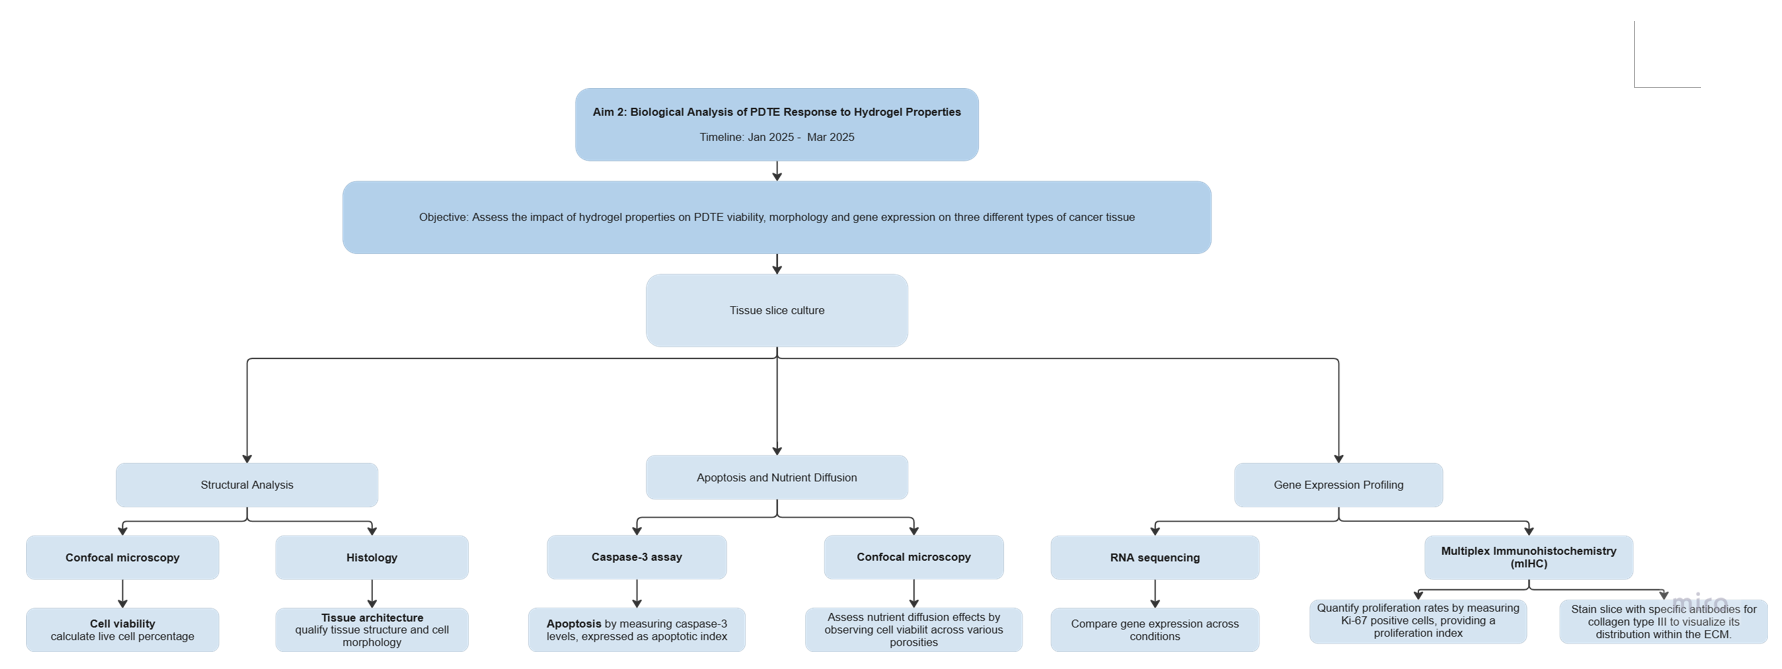 Aim 2: Biological Analysis of PDTE Response to Hydrogel Properties
Timeline: Jan 2025 -  Mar 2025
Objective: Assess the impact of hydrogel properties on PDTE viability, morphology and gene expression on three different types of cancer tissue
Tissue slice culture
Structural Analysis
Apoptosis and Nutrient Diffusion
Gene Expression Profiling
Confocal microscopy
Histology
Caspase-3 assay
Confocal microscopy
RNA sequencing
Multiplex Immunohistochemistry
(mIHC)
Cell viability
calculate live cell percentage
Tissue architecture
qualify tissue structure and cell
morphology
Apoptosis by measuring caspase-3
levels, expressed as apoptotic index
Assess nutrient diffusion effects by
observing cell viabilit across various
porosities
Compare gene expression across
conditions
Quantify proliferation rates by measuring
Ki-67 positive cells, providing a
proliferation index
Stain slice with specific antibodies for
collagen type III to visualize its
distribution within the ECM.
miro